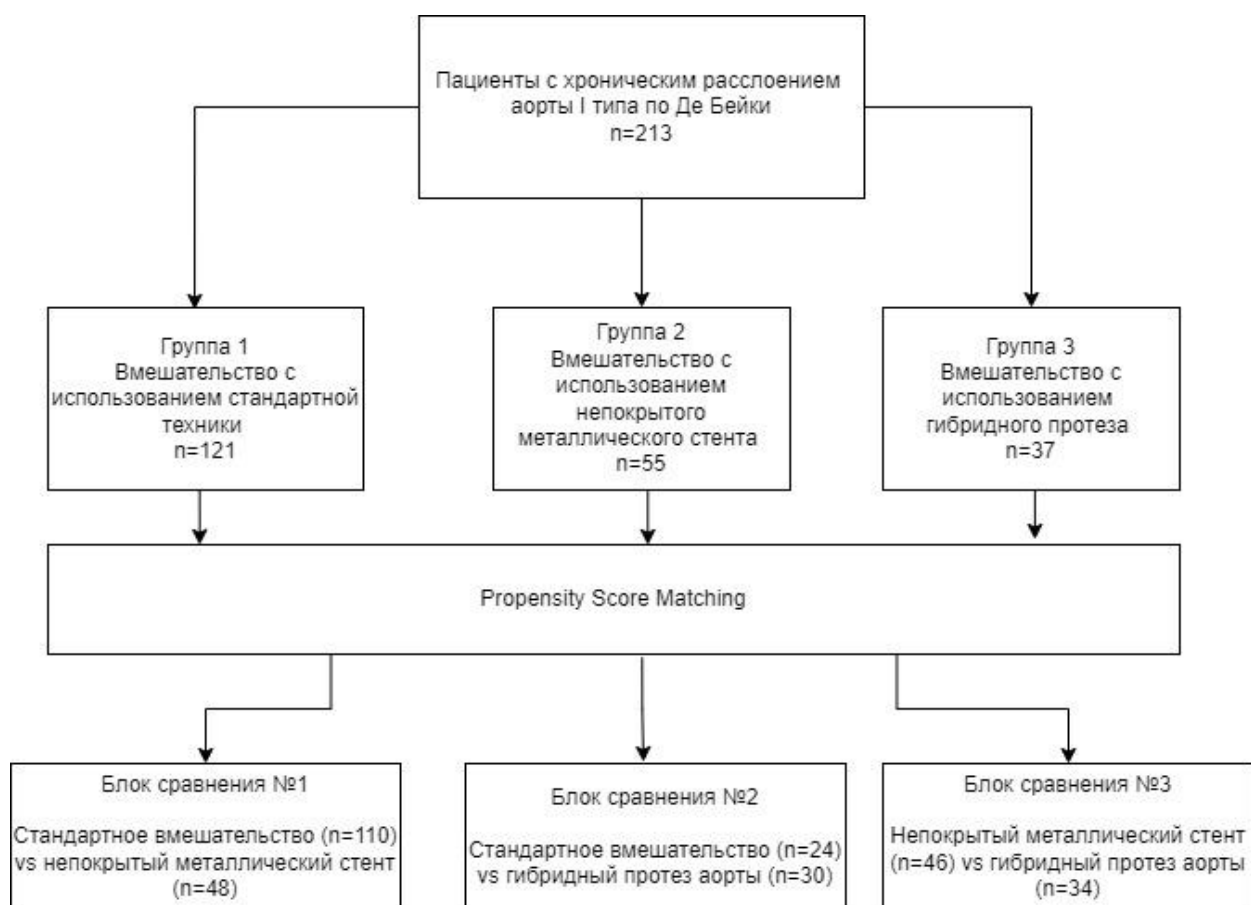 Пациенты с хроническим расслоением
аорты I типа по Де Бейки
n=213
Группа 1
Вмешательство с
использованием стандартной
техники
n=121
Группа 2
Вмешательство с
использованием
непокрытого
металлического стента
n=55
Группа 3
Вмешательство с
использованием
гибридного протеза
n=37
Propensity Score Matching
Блок сравнения №1
Стандартное вмешательство (n=110)
vs непокрытый металлический стент
(n=48)
Блок сравнения №2
Стандартное вмешательство (n=24)
vs гибридный протез аорты (n=30)
Блок сравнения №3
Непокрытый металлический стент
(n=46) vs гибридный протез аорты
(n=34)